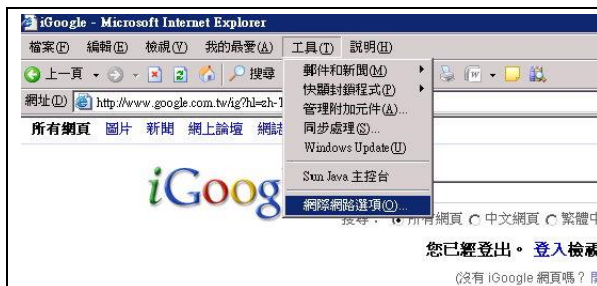 iGoogle - Microsoft Internet Explorer
檔案(F) 編輯(E) 檢視(V) 我的最愛(A) 工具(T) 說明(H)
上一頁 搜尋
郵件和新聞(M)
快顯封鎖程式(P)
管理附加元件(A)...
同步處理(S)...
Windows Update(U)
Sun Java 主控台
網際網路選項(O)...
網址(D) http://www.google.com.tw/ig?hl=zh-T
所有網頁 圖片 新聞 網上論壇 網誌
iGoog
搜尋： 所有網頁 中文網頁 繁體中
您已經登出。 登入檢視
(沒有 iGoogle 網頁嗎？